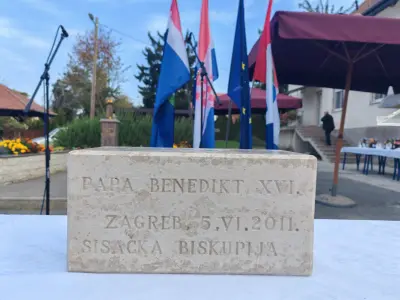 PAPA BENEDIKT XVI.
ZAGREB, 5.VI.2011.
SISAČKA BISKUPIJA